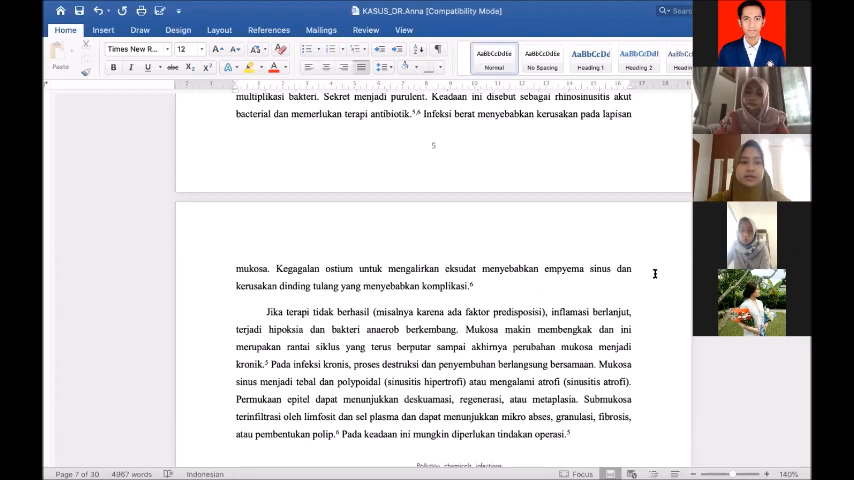 KASUS_DR.Anna [Compatibility Mode]
Home Insert Draw Design Layout References Mailings Review View
Times New R... 12
Paste
AaBbCcDdEe AaBbCcDdEe AaBbCcDd AaBbCcDdI
Normal No Spacing Heading 1 Heading 2
multiplikasi bakteri. Sekret menjadi purulent. Keadaan ini disebut sebagai rhinosinusitis akut
bacterial dan memerlukan terapi antibiotik.5,6 Infeksi berat menyebabkan kerusakan pada lapisan
5
mukosa. Kegagalan ostium untuk mengalirkan eksudat menyebabkan empyema sinus dan
kerusakan dinding tulang yang menyebabkan komplikasi.6
Jika terapi tidak berhasil (misalnya karena ada faktor predisposisi), inflamasi berlanjut,
terjadi hipoksia dan bakteri anaerob berkembang. Mukosa makin membengkak dan ini
merupakan rantai siklus yang terus berputar sampai akhirnya perubahan mukosa menjadi
kronik.5 Pada infeksi kronis, proses destruksi dan penyembuhan berlangsung bersamaan. Mukosa
sinus menjadi tebal dan polypoidal (sinusitis hipertrofi) atau mengalami atrofi (sinusitis atrofi).
Permukaan epitel dapat menunjukkan deskuamasi, regenerasi, atau metaplasia. Submukosa
terinfiltrasi oleh limfosit dan sel plasma dan dapat menunjukkan mikro abses, granulasi, fibrosis,
atau pembentukan polip.6 Pada keadaan ini mungkin diperlukan tindakan operasi.5
Pollution, chemicals, infections
Page 7 of 30 4967 words Indonesian Focus 140%